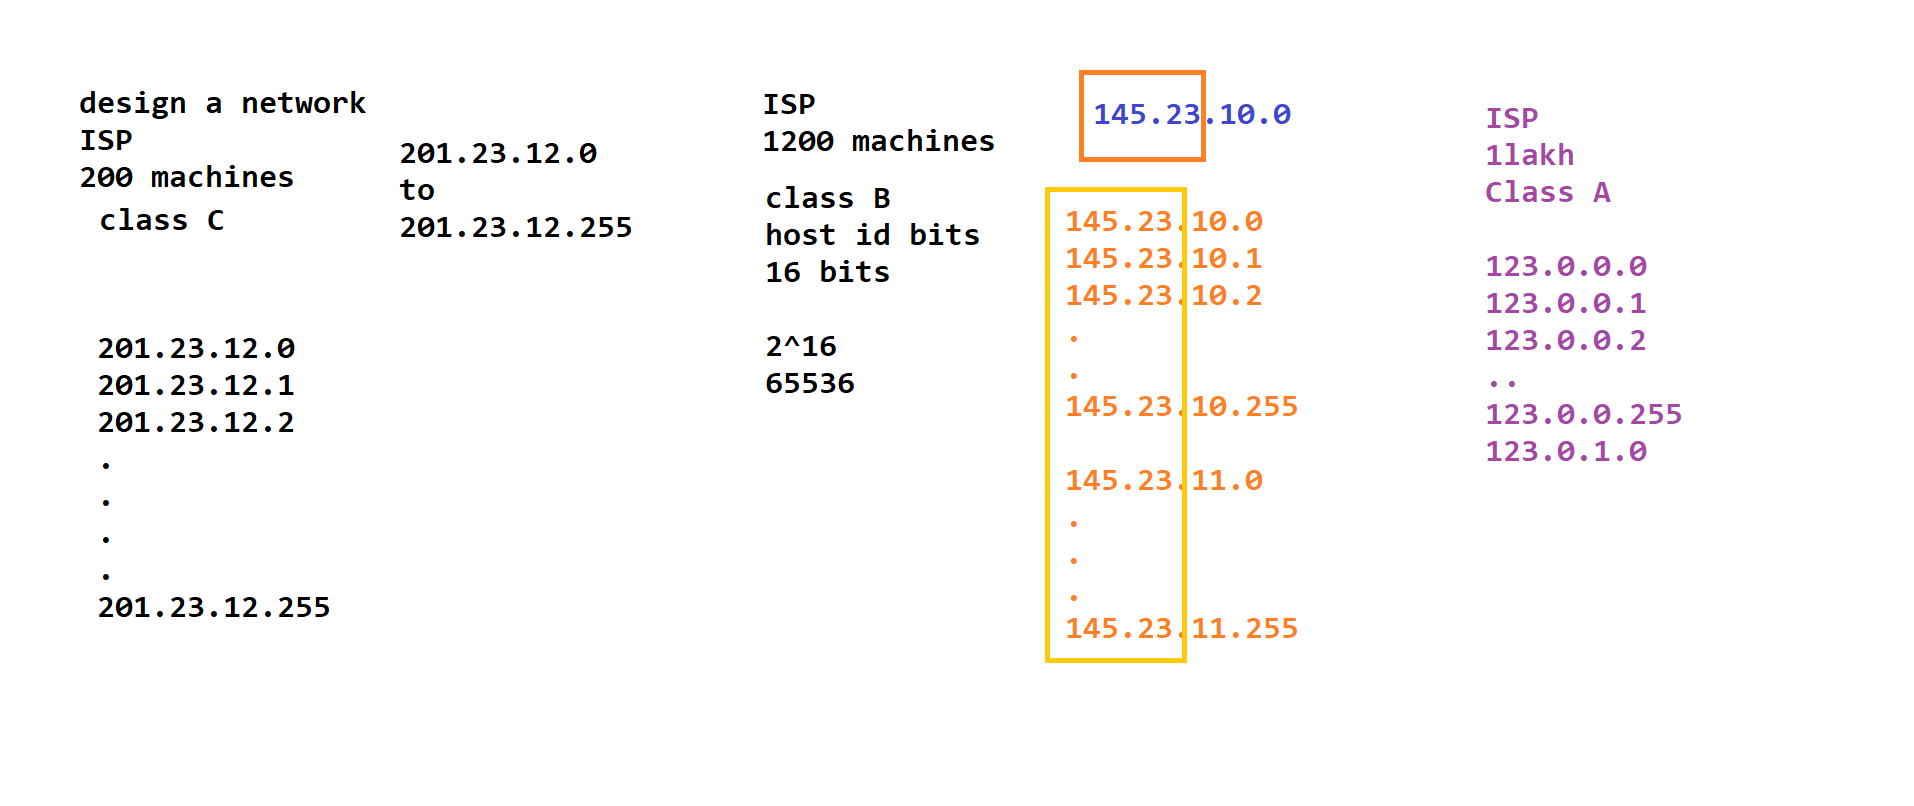 design a network
ISP
200 machines
class C
201.23.12.0
to
201.23.12.255
201.23.12.0
201.23.12.1
201.23.12.2
.
.
.
.
201.23.12.255
ISP
1200 machines
class B
host id bits
16 bits
2^16
65536
145.23.10.0
145.23.10.0
145.23.10.1
145.23.10.2
.
.
145.23.10.255
145.23.11.0
.
.
.
145.23.11.255
ISP
1lakh
Class A
123.0.0.0
123.0.0.1
123.0.0.2
..
123.0.0.255
123.0.1.0